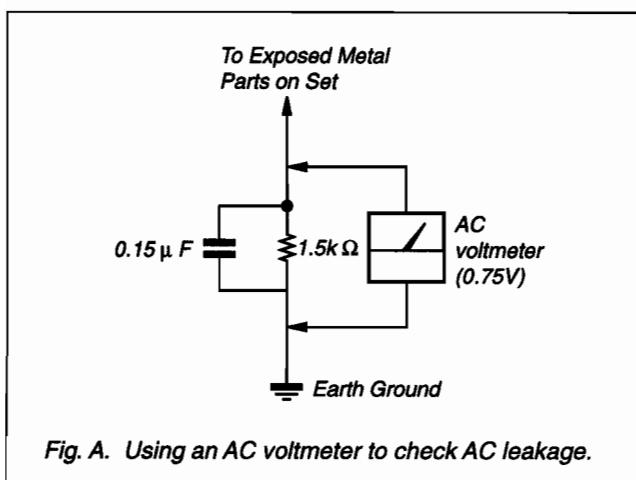 To Exposed Metal
Parts on Set
0.15 μ F
1.5k Ω
AC
voltmeter
(0.75V)
Earth Ground
Fig. A. Using an AC voltmeter to check AC leakage.